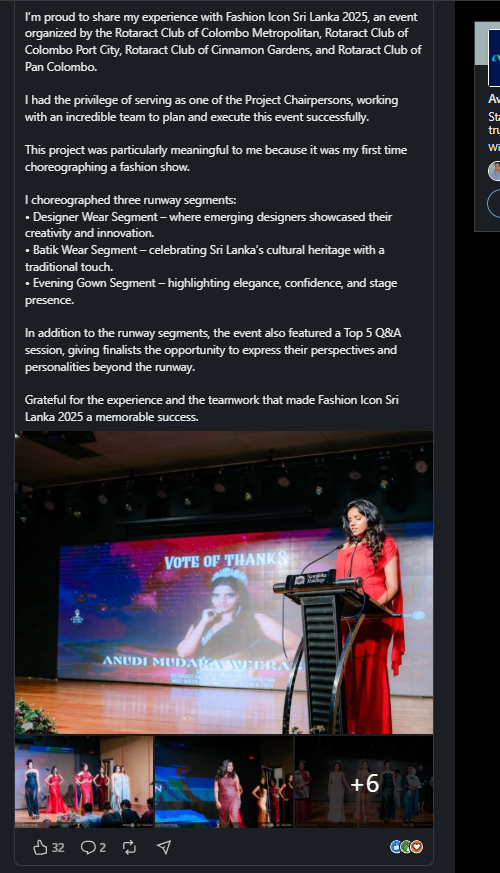 I'm proud to share my experience with Fashion Icon Sri Lanka 2025, an event
organized by the Rotaract Club of Colombo Metropolitan, Rotaract Club of
Colombo Port City, Rotaract Club of Cinnamon Gardens, and Rotaract Club of
Pan Colombo.
I had the privilege of serving as one of the Project Chairpersons, working
with an incredible team to plan and execute this event successfully.
This project was particularly meaningful to me because it was my first time
choreographing a fashion show.
I choreographed three runway segments:
• Designer Wear Segment – where emerging designers showcased their
creativity and innovation.
• Batik Wear Segment – celebrating Sri Lanka's cultural heritage with a
traditional touch.
• Evening Gown Segment – highlighting elegance, confidence, and stage
presence.
In addition to the runway segments, the event also featured a Top 5 Q&A
session, giving finalists the opportunity to express their perspectives and
personalities beyond the runway.
Grateful for the experience and the teamwork that made Fashion Icon Sri
Lanka 2025 a memorable success.
VOTE OF THANKS
ANUDI MUDARA
+6
32
2